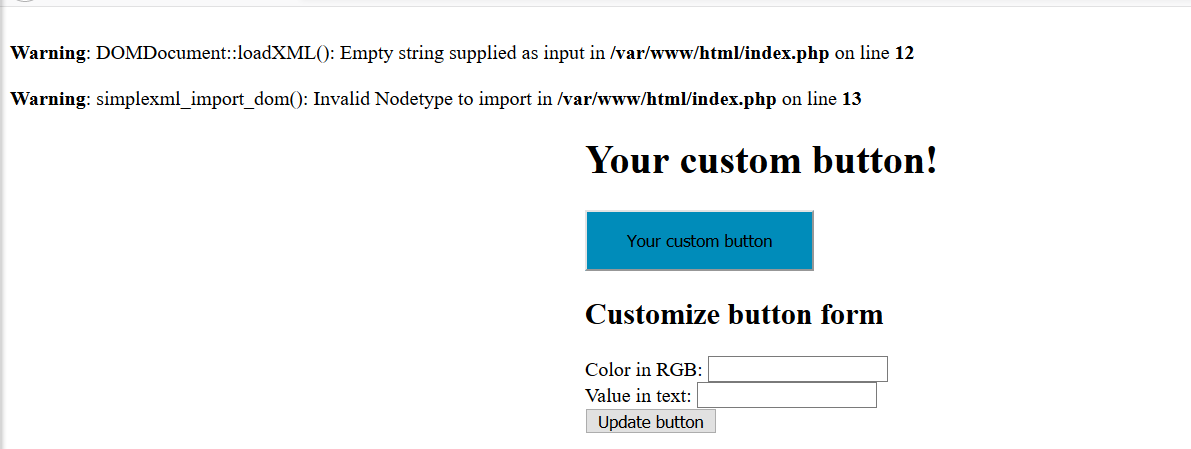 Warning: DOMDocument::loadXML(): Empty string supplied as input in /var/www/html/index.php on line 12
Warning: simplexml_import_dom(): Invalid Nodetype to import in /var/www/html/index.php on line 13
Your custom button!
Your custom button
Customize button form
Color in RGB:
Value in text:
Update button